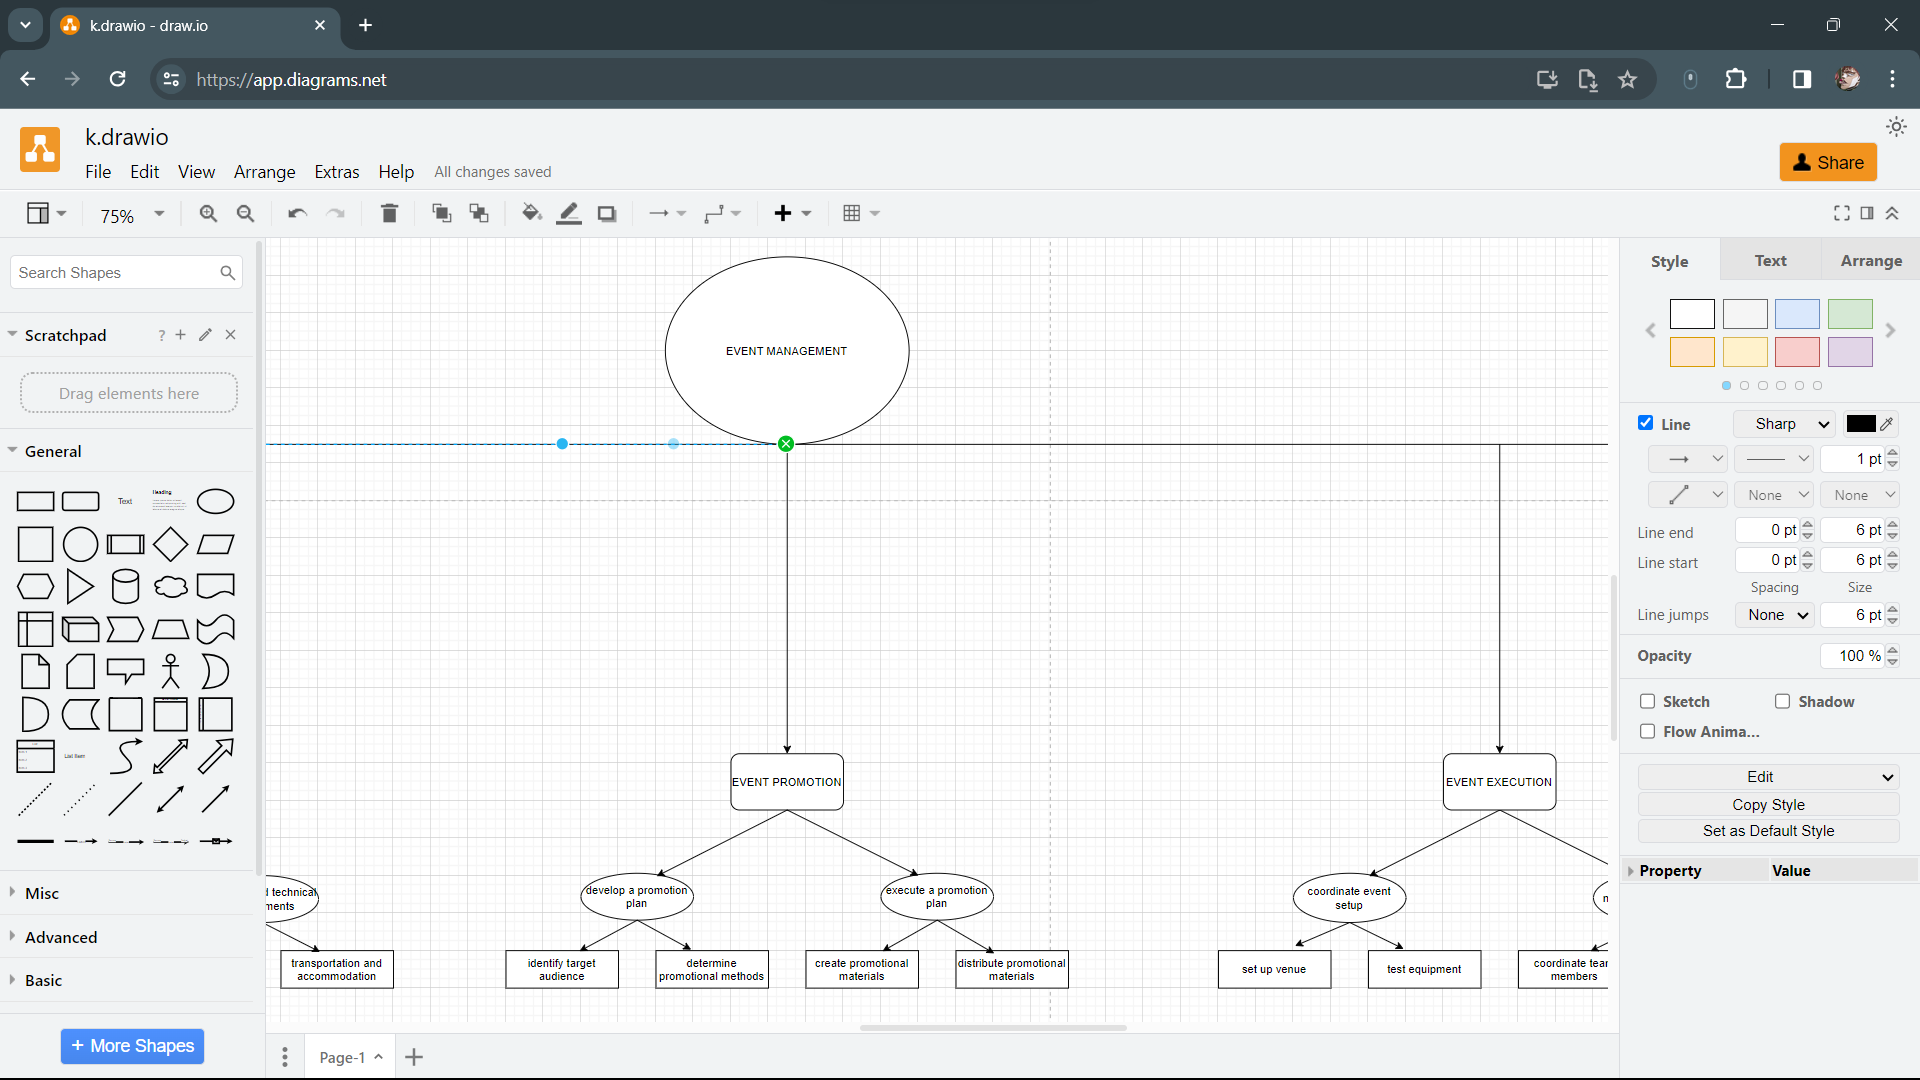 k.drawio - draw.io
https://app.diagrams.net
k.drawio
File Edit View Arrange Extras Help All changes saved
Share
75%
Search Shapes
Scratchpad ?
Drag elements here
General
Text
Heading
List
List Item
Misc
Advanced
Basic
+ More Shapes
EVENT MANAGEMENT
EVENT PROMOTION
EVENT EXECUTION
d technical
ments
develop a promotion
plan
execute a promotion
plan
coordinate event
setup
transportation and
accommodation
identify target
audience
determine
promotional methods
create promotional
materials
distribute promotional
materials
set up venue
test equipment
coordinate tear
members
Page-1
Style Text Arrange
Line Sharp
1 pt
None None
Line end 0 pt 6 pt
Line start 0 pt 6 pt
Spacing Size
Line jumps None 6 pt
Opacity 100 %
Sketch Shadow
Flow Anima...
Edit
Copy Style
Set as Default Style
Property Value